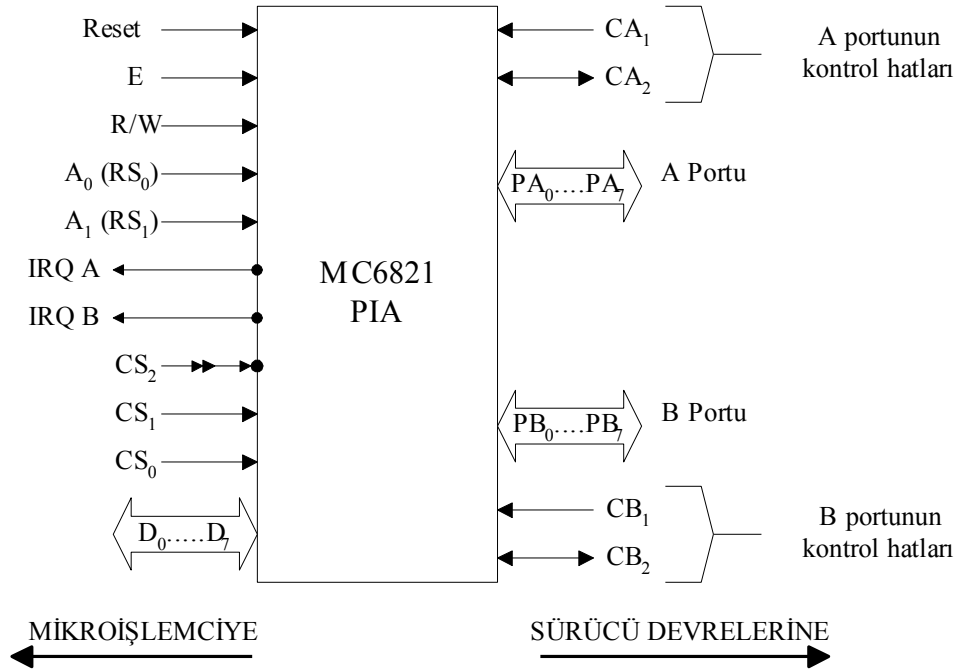 Reset
E
R/W
A₀ (RS₀)
A₁ (RS₁)
IRQ A
IRQ B
CS₂
CS₁
CS₀
D₀.....D₇
MC6821
PIA
CA₁
CA₂
A portunun
kontrol hatları
PA₀....PA₇
A Portu
PB₀....PB₇
B Portu
CB₁
CB₂
B portunun
kontrol hatları
MİKROİŞLEMCİYE
SÜRÜCÜ DEVRELERİNE